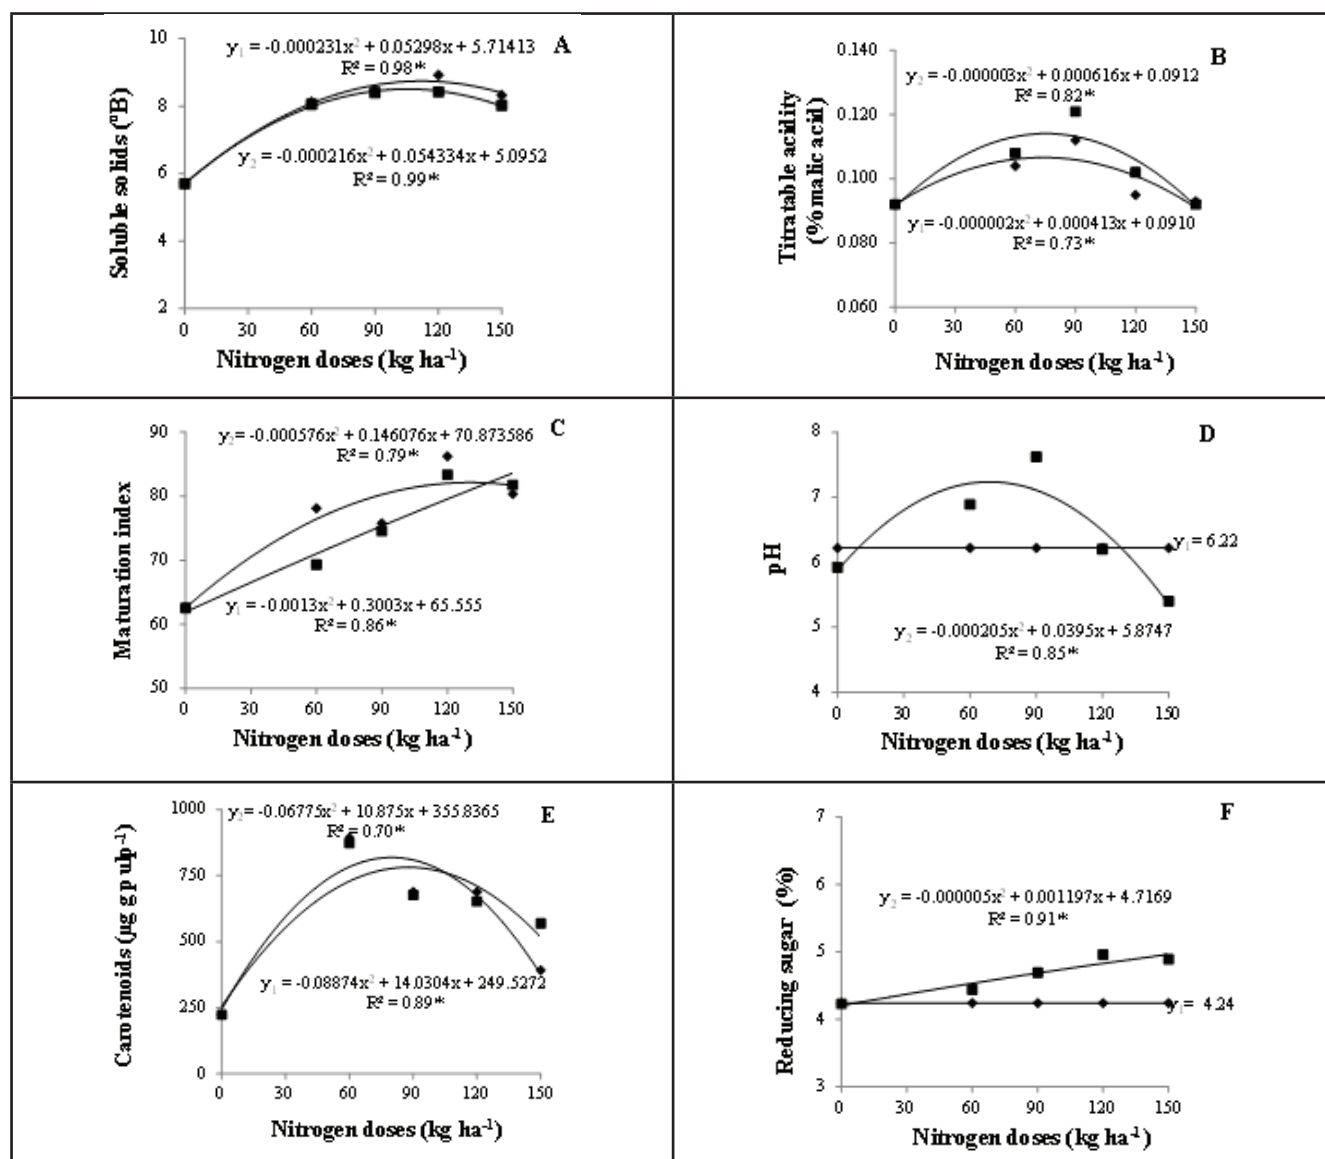 A
y₁ = -0.000231x² + 0.05298x + 5.71413
R² = 0.98*
y₂ = -0.000216x² + 0.054334x + 5.0952
R² = 0.99*
Soluble solids (ºB)
10
8
6
4
2
0 30 60 90 120 150
Nitrogen doses (kg ha⁻¹)
B
y₂ = -0.000003x² + 0.000616x + 0.0912
R² = 0.82*
y₁= -0.000002x² + 0.000413x + 0.0910
R² = 0.73*
Titratable acidity
(%omalic acid)
0.140
0.120
0.100
0.080
0.060
0 30 60 90 120 150
Nitrogen doses (kg ha⁻¹)
C
y₂= -0.000576x² + 0.146076x + 70.873586
R² = 0.79*
y₁ = -0.0013x² + 0.3003x + 65.555
R² = 0.86*
Maturation index
90
80
70
60
50
0 30 60 90 120 150
Nitrogen doses (kg ha⁻¹)
D
y₁= 6.22
y₂ = -0.000205x² + 0.0395x + 5.8747
R² = 0.85*
pH
8
7
6
5
4
0 30 60 90 120 150
Nitrogen doses (kg ha⁻¹)
E
y₂= -0.06775x² + 10.875x + 355.8365
R² = 0.70*
y₁ = -0.08874x² + 14.0304x + 249.5272
R² = 0.89*
Carotenoids (µg g pulp⁻¹)
1000
750
500
250
0
0 30 60 90 120 150
Nitrogen doses (kg ha⁻¹)
F
y₂ = -0.000005x² + 0.001197x + 4.7169
R² = 0.91*
y₁= 4.24
Reducing sugar (%)
7
6
5
4
3
0 30 60 90 120 150
Nitrogen doses (kg ha⁻¹)